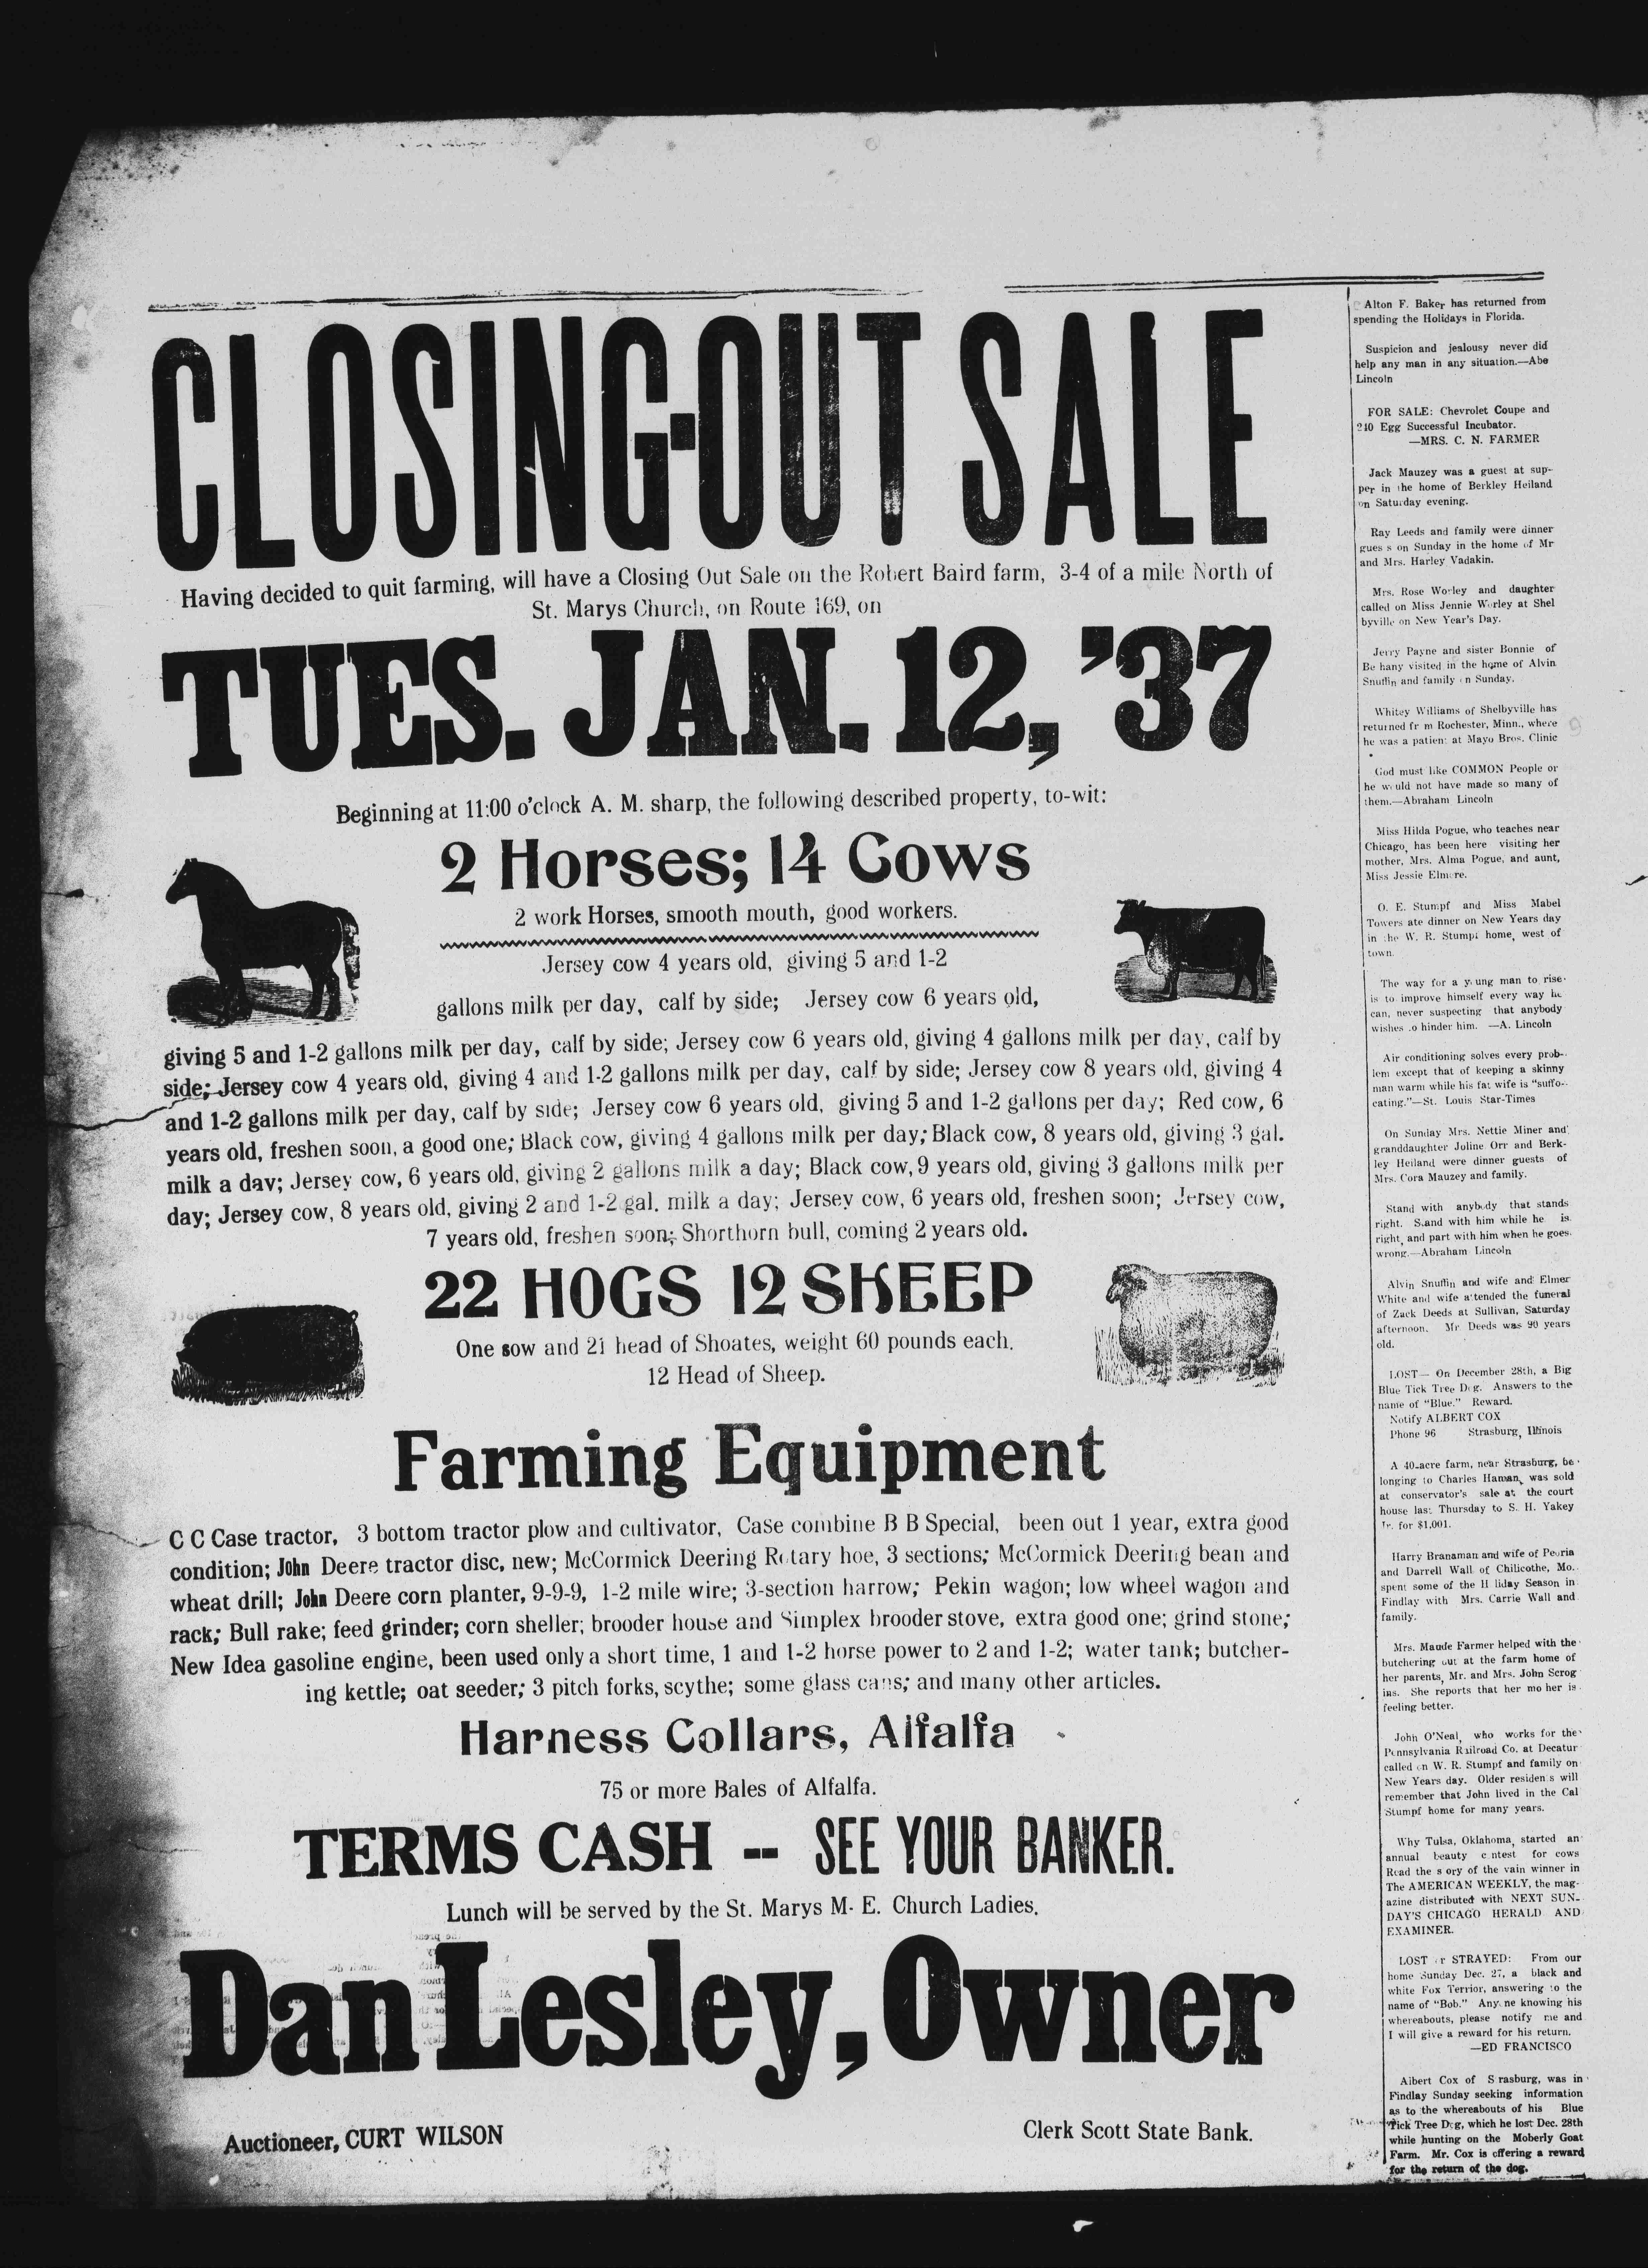 CLOSING-OUT SALE
Having decided to quit farming, will have a Closing Out Sale on the Robert Baird farm, 3-4 of a mile North of
St. Marys Church, on Route 169, on
TUES. JAN. 12, '37
Beginning at 11:00 o'clock A. M. sharp, the following described property, to-wit:
2 Horses; 14 Cows
2 work Horses, smooth mouth, good workers.
Jersey cow 4 years old, giving 5 and 1-2
gallons milk per day, calf by side; Jersey cow 6 years old,
giving 5 and 1-2 gallons milk per day, calf by side; Jersey cow 6 years old, giving 4 gallons milk per day, calf by
side; Jersey cow 4 years old, giving 4 and 1-2 gallons milk per day, calf by side; Jersey cow 8 years old, giving 4
and 1-2 gallons milk per day, calf by side; Jersey cow 6 years old, giving 5 and 1-2 gallons per day; Red cow, 6
years old, freshen soon, a good one; Black cow, giving 4 gallons milk per day; Black cow, 8 years old, giving 3 gal.
milk a day; Jersey cow, 6 years old, giving 2 gallons milk a day; Black cow, 9 years old, giving 3 gallons milk per
day; Jersey cow, 8 years old, giving 2 and 1-2 gal. milk a day; Jersey cow, 6 years old, freshen soon; Jersey cow,
7 years old, freshen soon; Shorthorn bull, coming 2 years old.
22 HOGS 12 SHEEP
One sow and 21 head of Shoates, weight 60 pounds each.
12 Head of Sheep.
Farming Equipment
C C Case tractor, 3 bottom tractor plow and cultivator, Case combine B B Special, been out 1 year, extra good
condition; John Deere tractor disc, new; McCormick Deering Rotary hoe, 3 sections; McCormick Deering bean and
wheat drill; John Deere corn planter, 9-9-9, 1-2 mile wire; 3-section harrow; Pekin wagon; low wheel wagon and
rack; Bull rake; feed grinder; corn sheller; brooder house and Simplex brooder stove, extra good one; grind stone;
New Idea gasoline engine, been used only a short time, 1 and 1-2 horse power to 2 and 1-2; water tank; butcher-
ing kettle; oat seeder; 3 pitch forks, scythe; some glass cans; and many other articles.
Harness Collars, Alfalfa
75 or more Bales of Alfalfa.
TERMS CASH -- SEE YOUR BANKER.
Lunch will be served by the St. Marys M. E. Church Ladies.
Dan Lesley, Owner
Auctioneer, CURT WILSON
Clerk Scott State Bank.
Alton F. Baker has returned from
spending the Holidays in Florida.
Suspicion and jealousy never did
help any man in any situation.—Abe
Lincoln
FOR SALE: Chevrolet Coupe and
240 Egg Successful Incubator.
—MRS. C. N. FARMER
Jack Mauzey was a guest at sup-
per in the home of Berkley Heiland
on Saturday evening.
Ray Leeds and family were dinner
gues s on Sunday in the home of Mr
and Mrs. Harley Vadakin.
Mrs. Rose Worley and daughter
called on Miss Jennie Worley at Shel
byville on New Year's Day.
Jerry Payne and sister Bonnie of
Be hany visited in the home of Alvin
Snuffin and family on Sunday.
Whitey Williams of Shelbyville has
returned fr m Rochester, Minn., where
he was a patient at Mayo Bros. Clinic
God must like COMMON People or
he would not have made so many of
them.—Abraham Lincoln
Miss Hilda Pogue, who teaches near
Chicago, has been here visiting her
mother, Mrs. Alma Pogue, and aunt,
Miss Jessie Elmore.
O. E. Stumpf and Miss Mabel
Towers ate dinner on New Years day
in the W. R. Stumpf home, west of
town.
The way for a young man to rise
is to improve himself every way he
can, never suspecting that anybody
wishes to hinder him. —A. Lincoln
Air conditioning solves every prob-
lem except that of keeping a skinny
man warm while his fat wife is "suffo-
cating."—St. Louis Star-Times
On Sunday Mrs. Nettie Miner and
granddaughter Joline Orr and Berk-
ley Heiland were dinner guests of
Mrs. Cora Mauzey and family.
Stand with anybody that stands
right. Stand with him while he is
right, and part with him when he goes
wrong.—Abraham Lincoln
Alvin Snuffin and wife and Elmer
White and wife attended the funeral
of Zack Deeds at Sullivan, Saturday
afternoon. Mr. Deeds was 90 years
old.
LOST— On December 28th, a Big
Blue Tick Tree Dog. Answers to the
name of "Blue." Reward.
Notify ALBERT COX
Phone 96 Strasburg, Illinois
A 40-acre farm, near Strasburg, be-
longing to Charles Haman, was sold
at conservator's sale at the court
house last Thursday to S. H. Yakey
Jr. for $1,001.
Harry Branaman and wife of Peoria
and Darrell Wall of Chilicothe, Mo.
spent some of the H liday Season in
Findlay with Mrs. Carrie Wall and
family.
Mrs. Maude Farmer helped with the
butchering out at the farm home of
her parents, Mr. and Mrs. John Scrog
ins. She reports that her mo her is
feeling better.
John O'Neal, who works for the
Pennsylvania Railroad Co. at Decatur
called on W. R. Stumpf and family on
New Years day. Older residen s will
remember that John lived in the Cal
Stumpf home for many years.
Why Tulsa, Oklahoma, started an
annual beauty c ntest for cows
Read the s ory of the vain winner in
The AMERICAN WEEKLY, the mag-
azine distributed with NEXT SUN-
DAY'S CHICAGO HERALD AND
EXAMINER.
LOST or STRAYED: From our
home Sunday Dec. 27, a black and
white Fox Terrior, answering to the
name of "Bob." Anyone knowing his
whereabouts, please notify me and
I will give a reward for his return.
—ED FRANCISCO
Albert Cox of S rasburg, was in
Findlay Sunday seeking information
as to the whereabouts of his Blue
Tick Tree Dog, which he lost Dec. 28th
while hunting on the Moberly Goat
Farm. Mr. Cox is offering a reward
for the return of the dog.